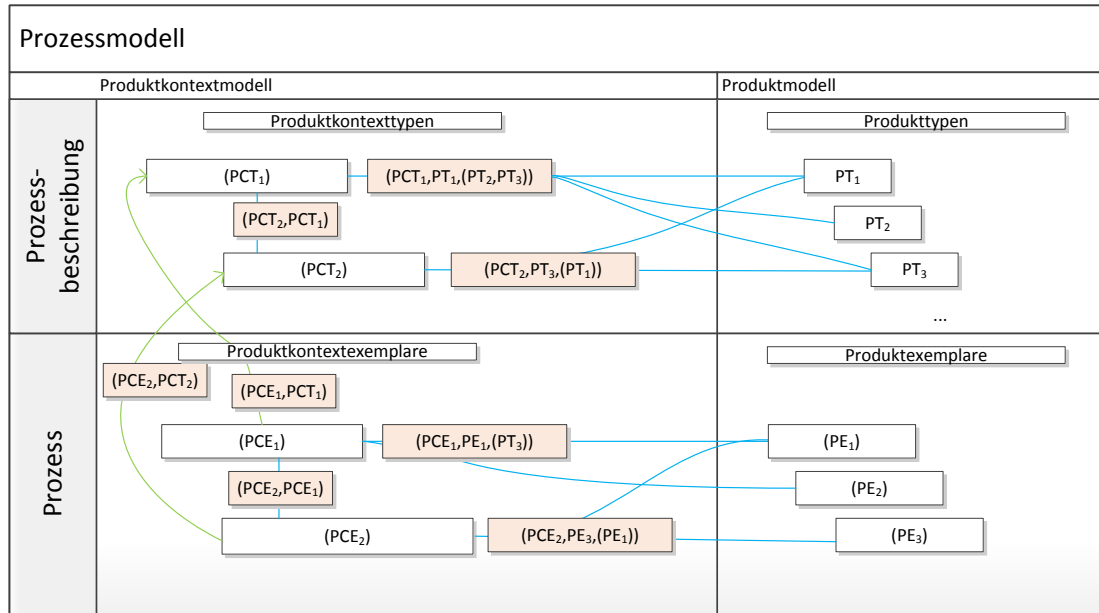 Prozessmodell
Produktkontextmodell
Produktmodell
Prozess-
beschreibung
Produktkontexttypen
Produkttypen
(PCT₁)
(PCT₁,PT₁,(PT₂,PT₃))
PT₁
(PCT₂,PCT₁)
PT₂
(PCT₂)
(PCT₂,PT₃,(PT₁))
PT₃
...
Prozess
Produktkontextexemplare
Produktexemplare
(PCE₂,PCT₂)
(PCE₁,PCT₁)
(PCE₁)
(PCE₁,PE₁,(PT₃))
(PE₁)
(PCE₂,PCE₁)
(PE₂)
(PCE₂)
(PCE₂,PE₃,(PE₁))
(PE₃)